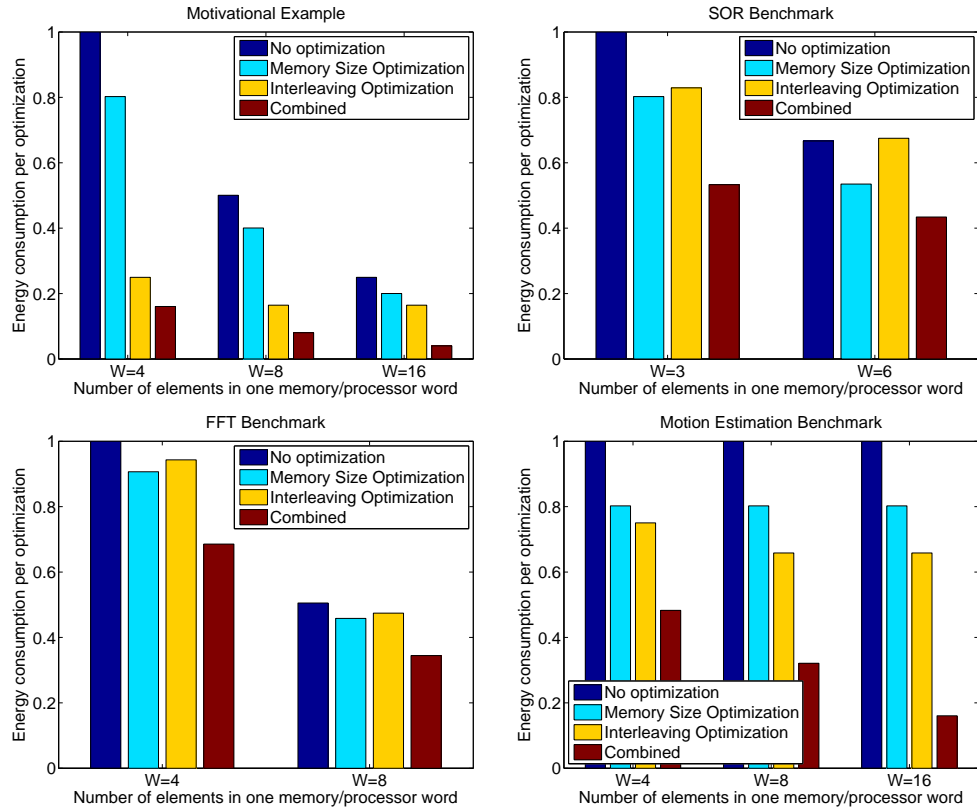 Motivational Example
1
0.8
0.6
0.4
0.2
0
Energy consumption per optimization
No optimization
Memory Size Optimization
Interleaving Optimization
Combined
W=4 W=8 W=16
Number of elements in one memory/processor word
SOR Benchmark
1
0.8
0.6
0.4
0.2
0
Energy consumption per optimization
No optimization
Memory Size Optimization
Interleaving Optimization
Combined
W=3 W=6
Number of elements in one memory/processor word
FFT Benchmark
1
0.8
0.6
0.4
0.2
0
Energy consumption per optimization
No optimization
Memory Size Optimization
Interleaving Optimization
Combined
W=4 W=8
Number of elements in one memory/processor word
Motion Estimation Benchmark
1
0.8
0.6
0.4
0.2
0
Energy consumption per optimization
No optimization
Memory Size Optimization
Interleaving Optimization
Combined
W=4 W=8 W=16
Number of elements in one memory/processor word